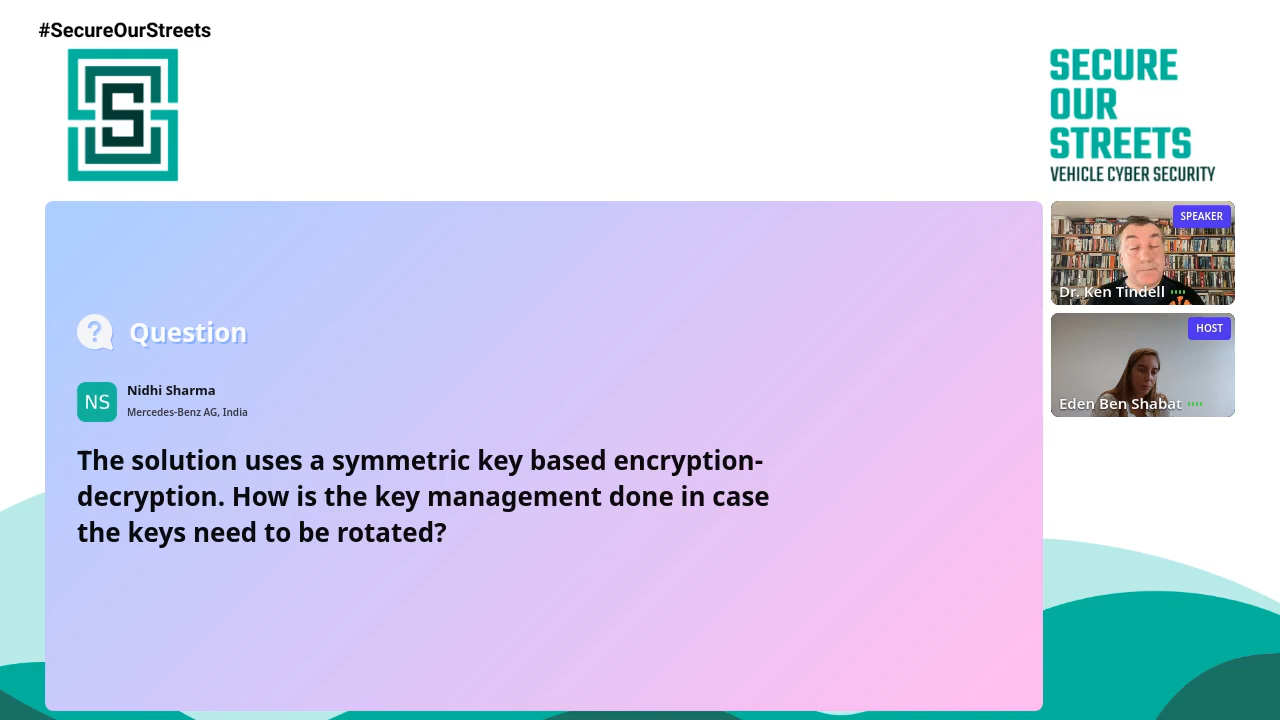 #SecureOurStreets
S
SECURE
OUR
STREETS
VEHICLE CYBER SECURITY
SPEAKER
Dr. Ken Tindell
HOST
Eden Ben Shabat
Question
NS
Nidhi Sharma
Mercedes-Benz AG, India
The solution uses a symmetric key based encryption-
decryption. How is the key management done in case
the keys need to be rotated?